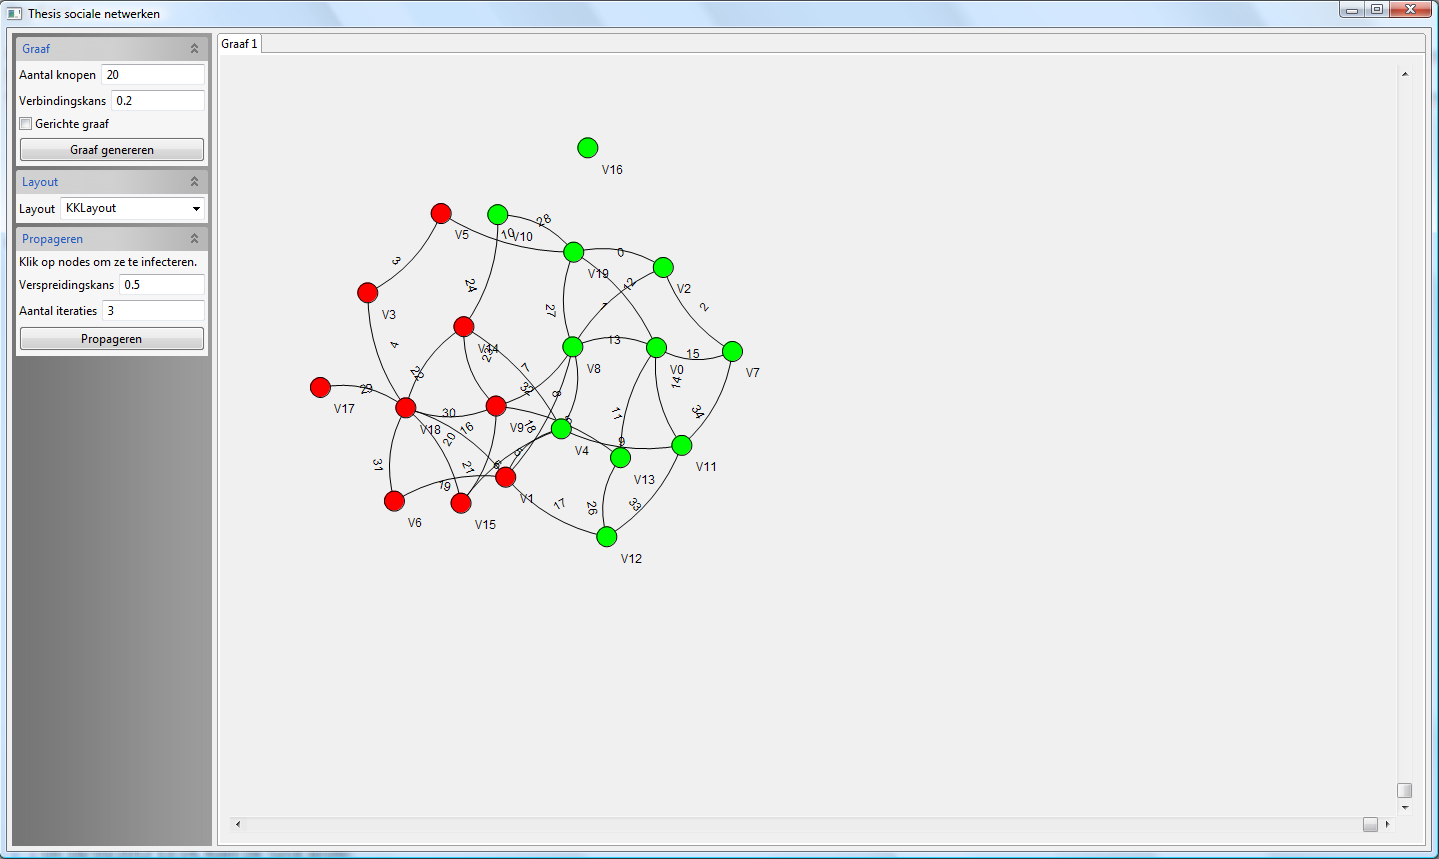 Thesis sociale netwerken
Graaf
Aantal knopen 20
Verbindingskans 0.2
Gerichte graaf
Graaf genereren
Layout
Layout KKLayout
Propageren
Klik op nodes om ze te infecteren.
Verspreidingskans 0.5
Aantal iteraties 3
Propageren
Graaf 1
V16
28
V5
10
V10
0
3
V19
12
V2
24
27
1
2
V3
4
V14
23
13
V8
15
V0
V7
22
7
14
29
32
8
V17
30
11
34
V18
16
V9
18
3
20
9
V4
5
V11
31
21
6
V13
19
V1
17
26
33
V6
V15
V12